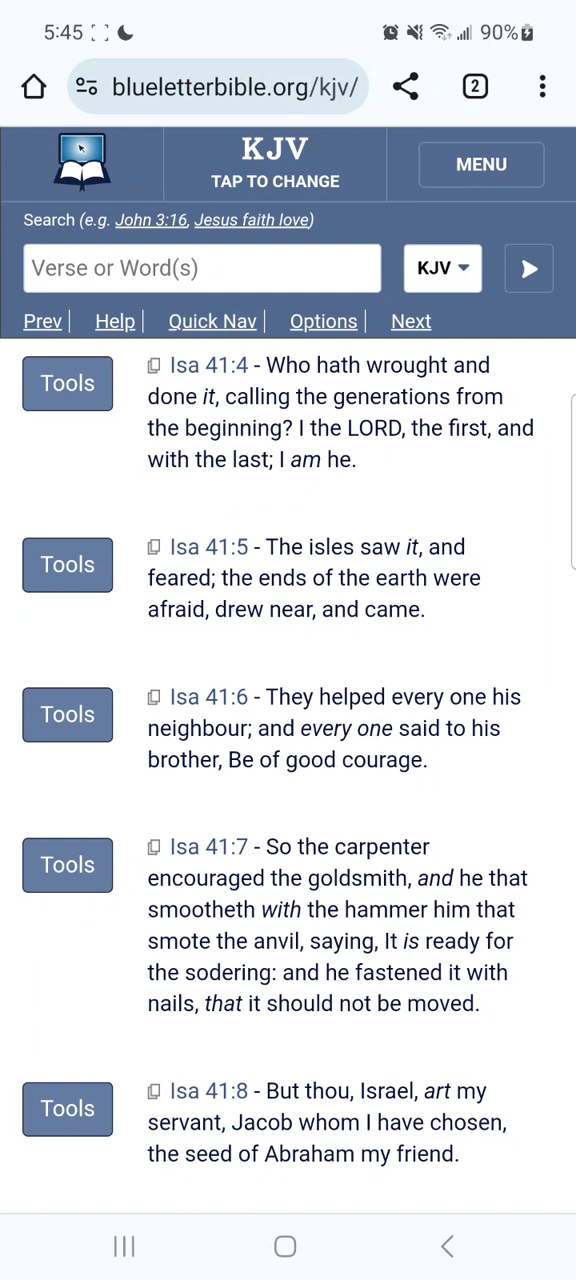 5:45
90%
blueletterbible.org/kjv/
2
KJV
TAP TO CHANGE
MENU
Search (e.g. John 3:16, Jesus faith love)
Verse or Word(s)
KJV
Prev | Help | Quick Nav | Options | Next
Tools
Isa 41:4 - Who hath wrought and
done it, calling the generations from
the beginning? I the LORD, the first, and
with the last; I am he.
Tools
Isa 41:5 - The isles saw it, and
feared; the ends of the earth were
afraid, drew near, and came.
Tools
Isa 41:6 - They helped every one his
neighbour; and every one said to his
brother, Be of good courage.
Tools
Isa 41:7 - So the carpenter
encouraged the goldsmith, and he that
smootheth with the hammer him that
smote the anvil, saying, It is ready for
the sodering: and he fastened it with
nails, that it should not be moved.
Tools
Isa 41:8 - But thou, Israel, art my
servant, Jacob whom I have chosen,
the seed of Abraham my friend.